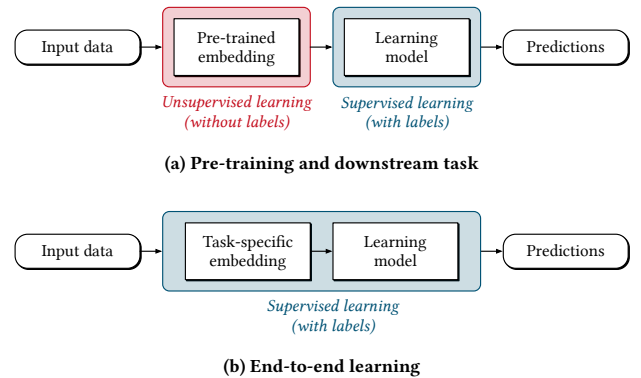 Input data
Pre-trained
embedding
Learning
model
Predictions
Unsupervised learning
(without labels)
Supervised learning
(with labels)
(a) Pre-training and downstream task
Input data
Task-specific
embedding
Learning
model
Predictions
Supervised learning
(with labels)
(b) End-to-end learning